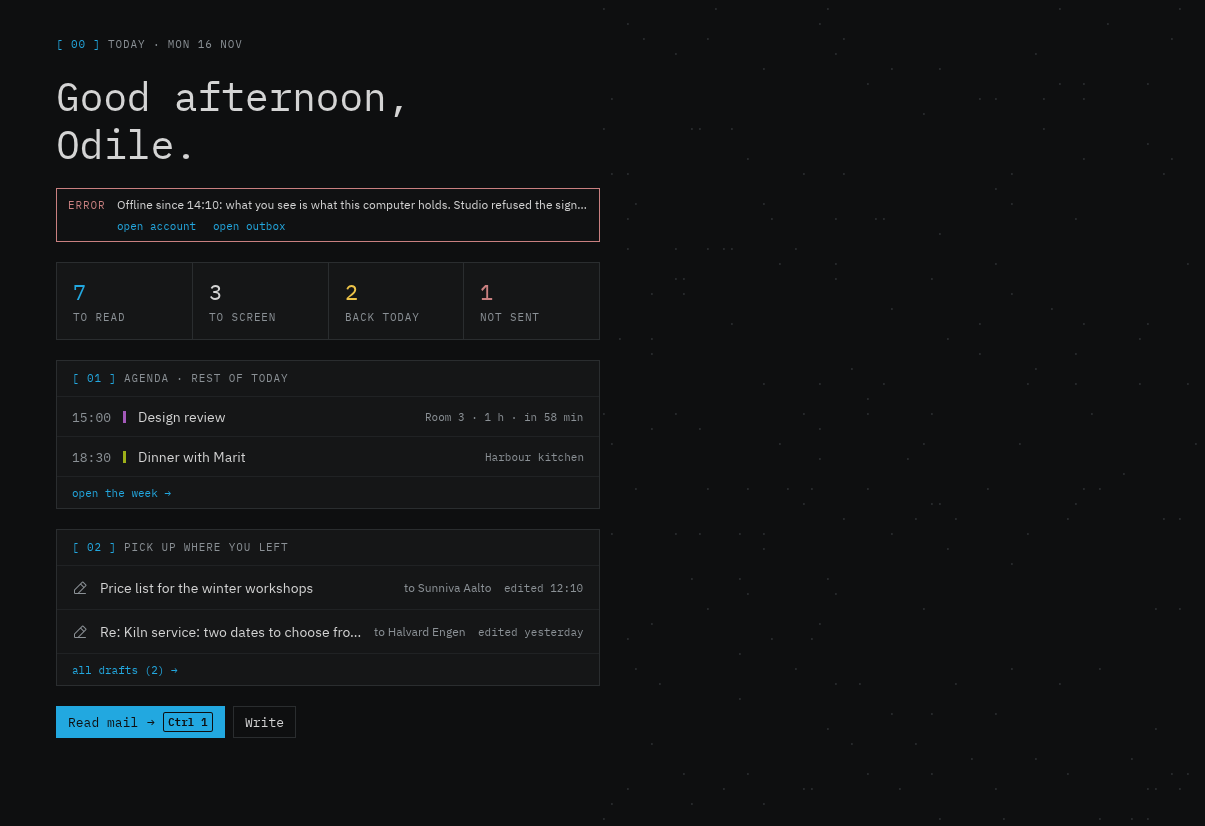 [ 00 ] TODAY · MON 16 NOV
Good afternoon,
Odile.
ERROR Offline since 14:10: what you see is what this computer holds. Studio refused the sign...
open account open outbox
7 3 2 1
TO READ TO SCREEN BACK TODAY NOT SENT
[ 01 ] AGENDA · REST OF TODAY
15:00 Design review Room 3 · 1 h · in 58 min
18:30 Dinner with Marit Harbour kitchen
open the week →
[ 02 ] PICK UP WHERE YOU LEFT
Price list for the winter workshops to Sunniva Aalto edited 12:10
Re: Kiln service: two dates to choose fro... to Halvard Engen edited yesterday
all drafts (2) →
Read mail → Ctrl 1 Write